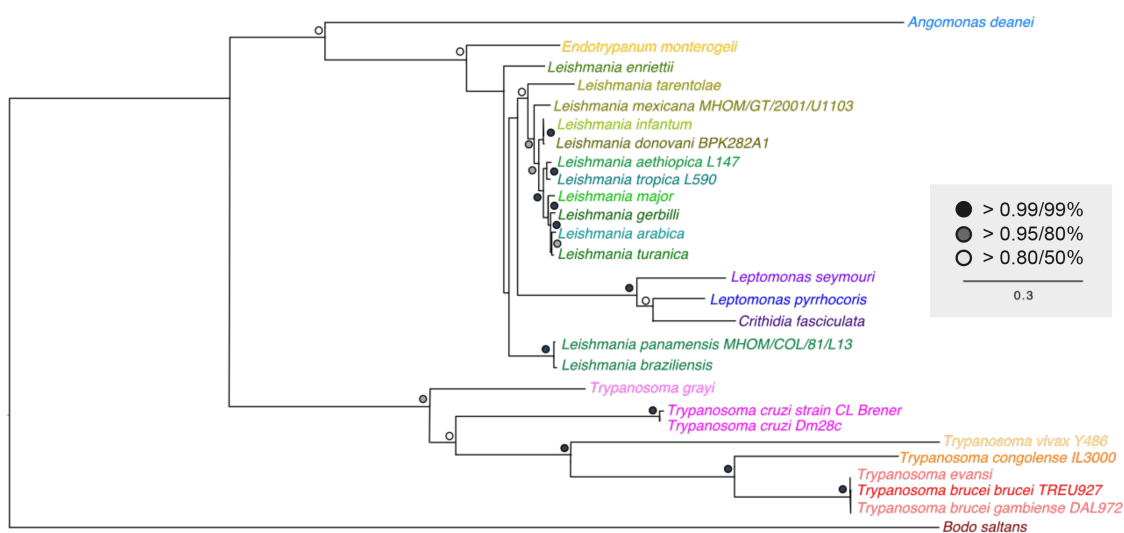 Angomonas deanei
Endotrypanum monterogeii
Leishmania enriettii
Leishmania tarentolae
Leishmania mexicana MHOM/GT/2001/U1103
Leishmania infantum
Leishmania donovani BPK282A1
Leishmania aethiopica L147
Leishmania tropica L590
Leishmania major
Leishmania gerbilli
Leishmania arabica
Leishmania turanica
Leptomonas seymouri
Leptomonas pyrrhocoris
Crithidia fasciculata
Leishmania panamensis MHOM/COL/81/L13
Leishmania braziliensis
Trypanosoma grayi
Trypanosoma cruzi strain CL Brener
Trypanosoma cruzi Dm28c
Trypanosoma vivax Y486
Trypanosoma congolense IL3000
Trypanosoma evansi
Trypanosoma brucei brucei TREU927
Trypanosoma brucei gambiense DAL972
Bodo saltans
> 0.99/99%
> 0.95/80%
> 0.80/50%
0.3